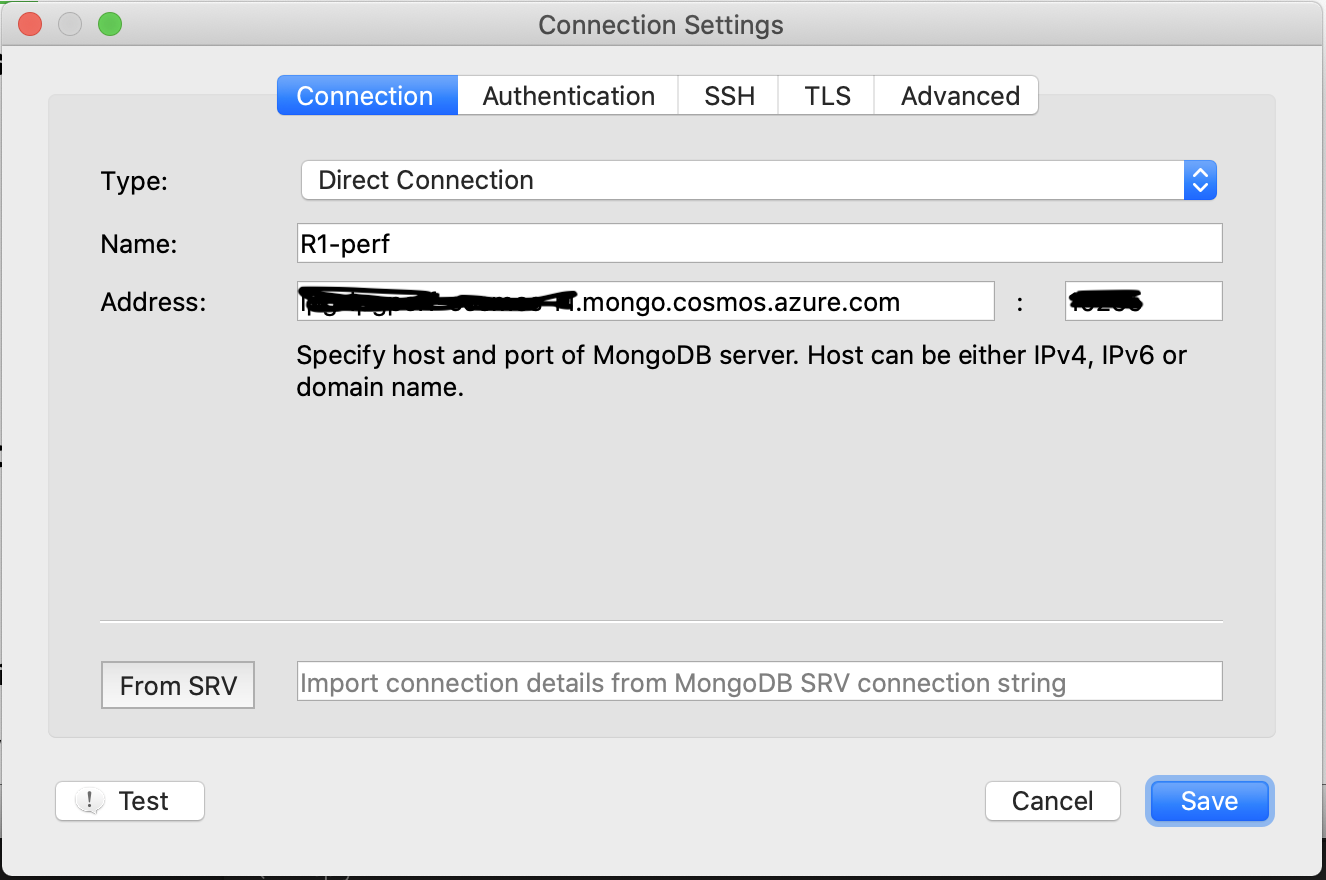 Connection Settings
Connection Authentication SSH TLS Advanced
Type: Direct Connection
Name: R1-perf
Address: .mongo.cosmos.azure.com :
Specify host and port of MongoDB server. Host can be either IPv4, IPv6 or
domain name.
From SRV Import connection details from MongoDB SRV connection string
! Test Cancel Save